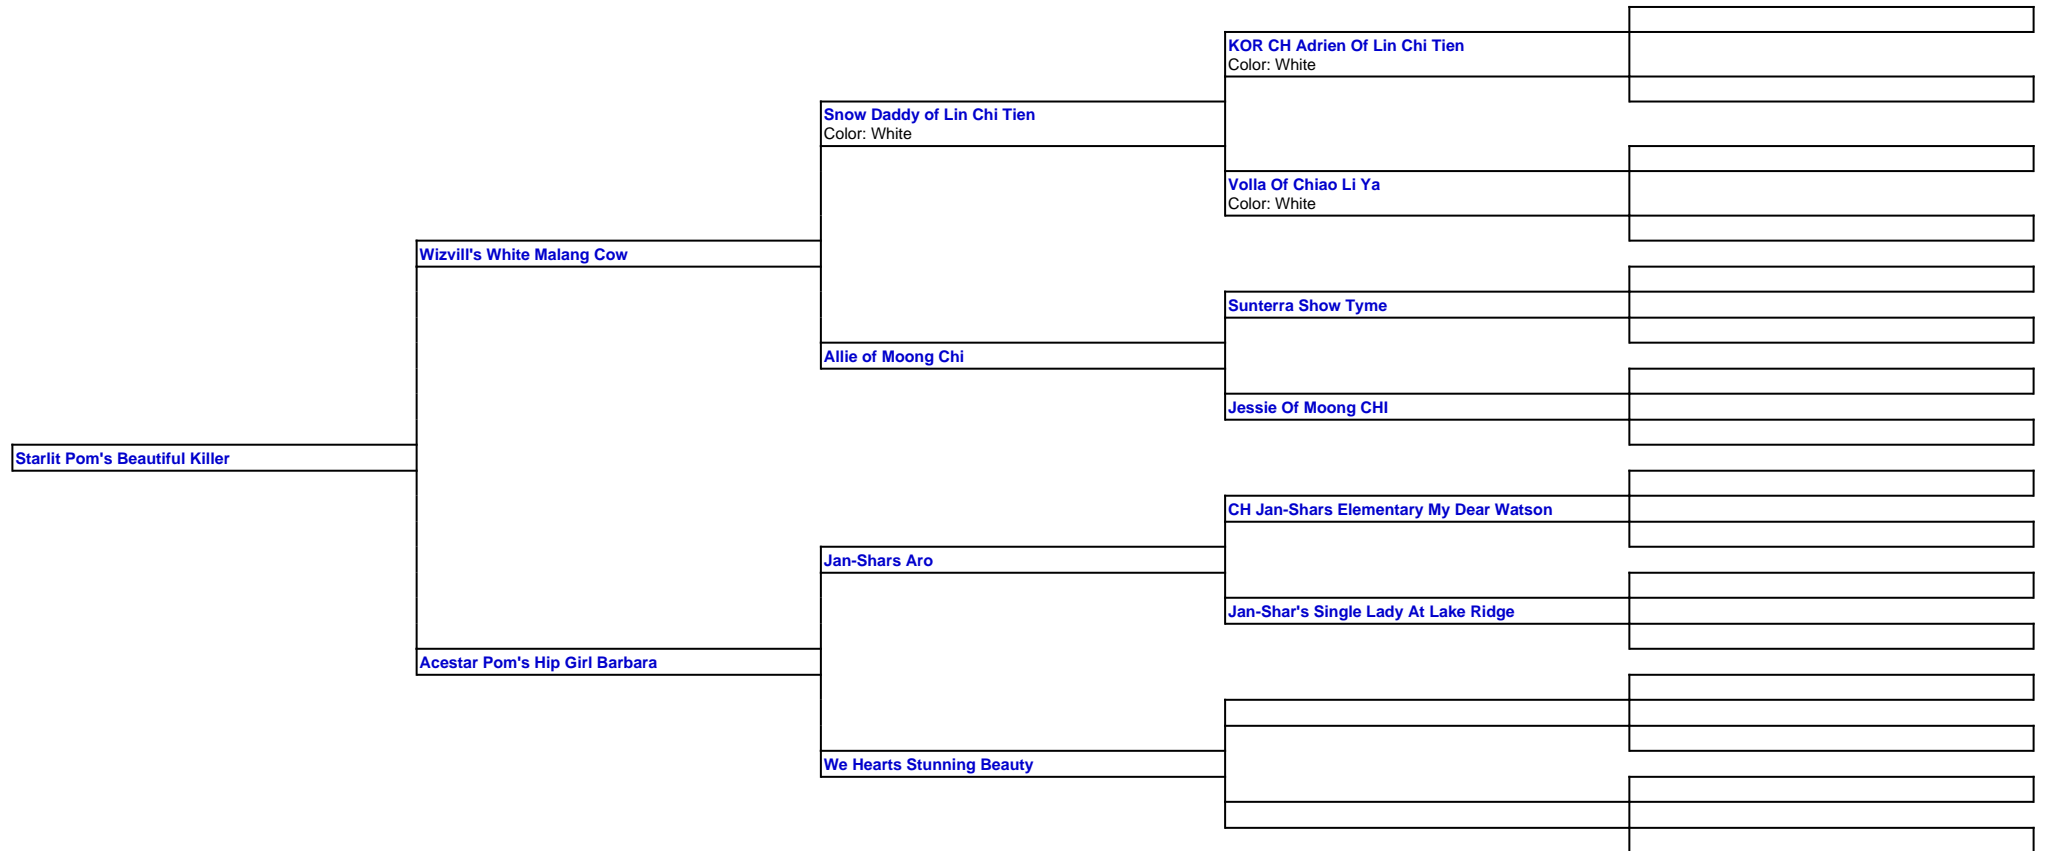 KOR CH Adrien Of Lin Chi Tien
Color: White
Snow Daddy of Lin Chi Tien
Color: White
Volla Of Chiao Li Ya
Color: White
Wizvill's White Malang Cow
Sunterra Show Tyme
Allie of Moong Chi
Jessie Of Moong CHI
Starlit Pom's Beautiful Killer
CH Jan-Shars Elementary My Dear Watson
Jan-Shars Aro
Jan-Shar's Single Lady At Lake Ridge
Acestar Pom's Hip Girl Barbara
We Hearts Stunning Beauty